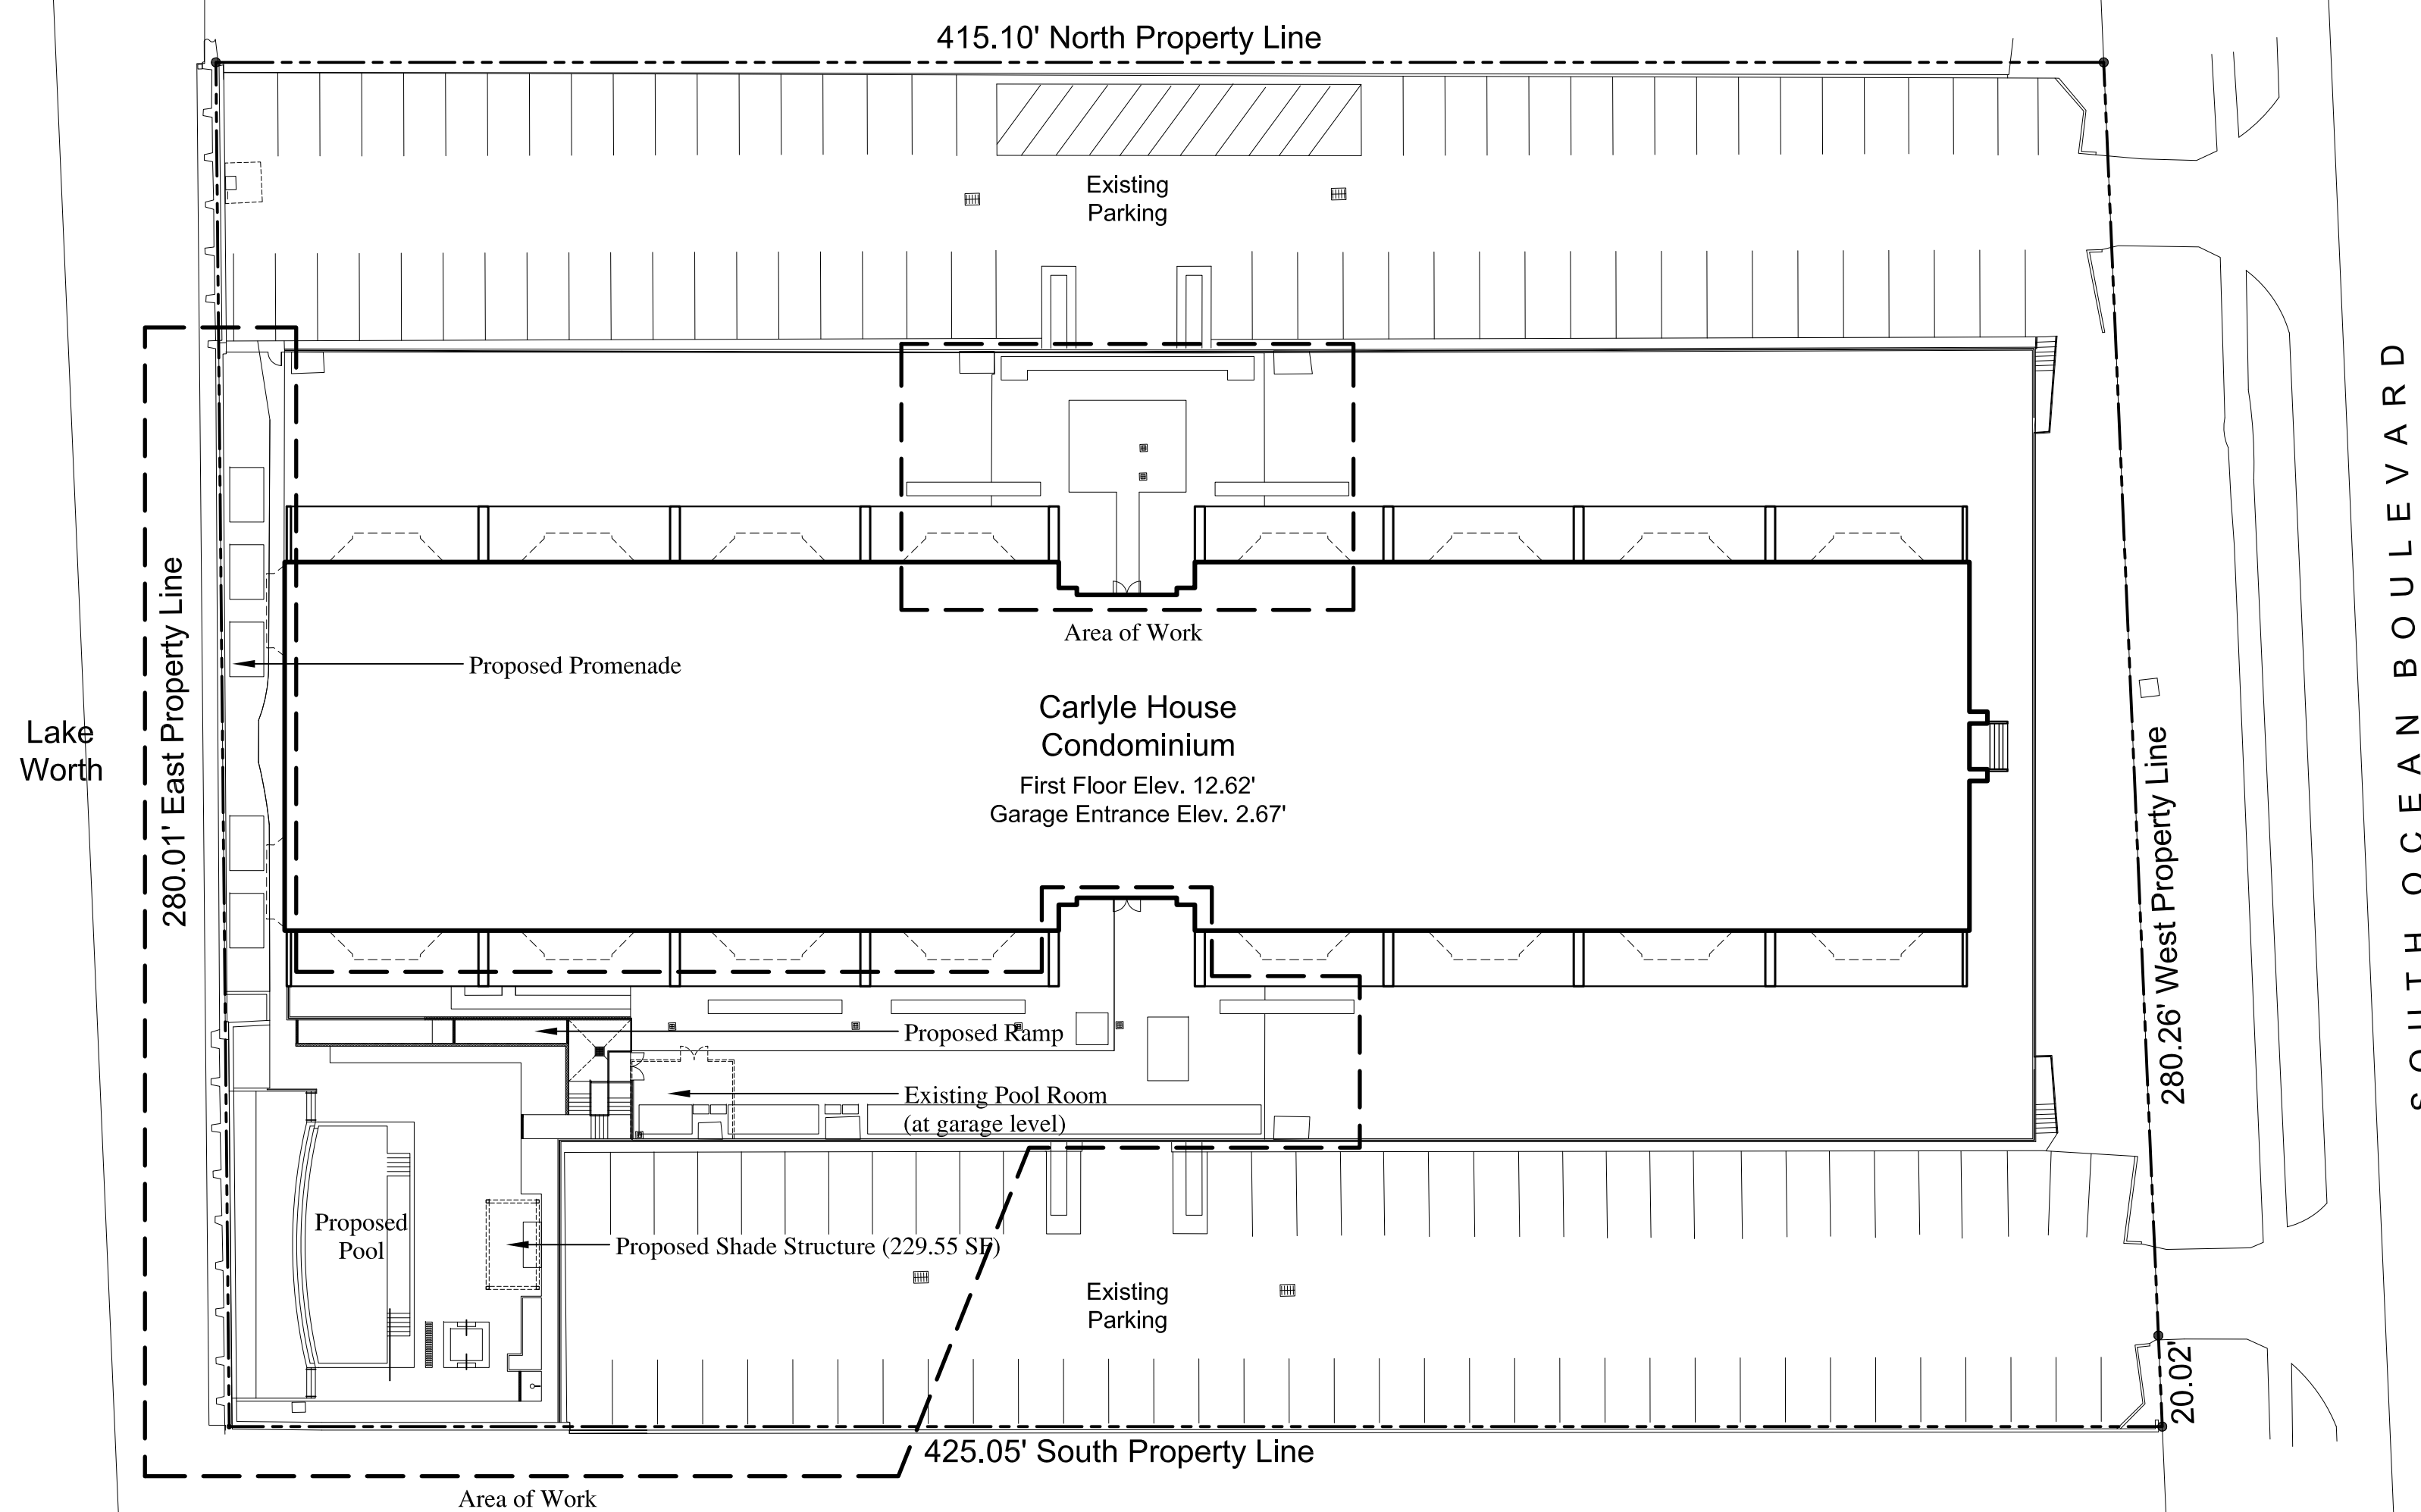 415.10' North Property Line
Existing
Parking
Area of Work
Proposed Promenade
280.01' East Property Line
Lake
Worth
Carlyle House
Condominium
First Floor Elev. 12.62'
Garage Entrance Elev. 2.67'
280.26' West Property Line
SOUTH OCEAN BOULEVARD
Proposed Ramp
Existing Pool Room
(at garage level)
Proposed
Pool
Proposed Shade Structure (229.55 SF)
Existing
Parking
20.02'
425.05' South Property Line
Area of Work